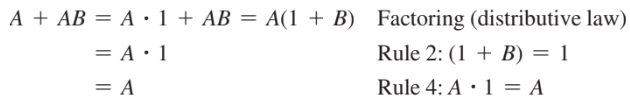 A + AB = A · 1 + AB = A(1 + B) Factoring (distributive law)
= A · 1 Rule 2: (1 + B) = 1
= A Rule 4: A · 1 = A